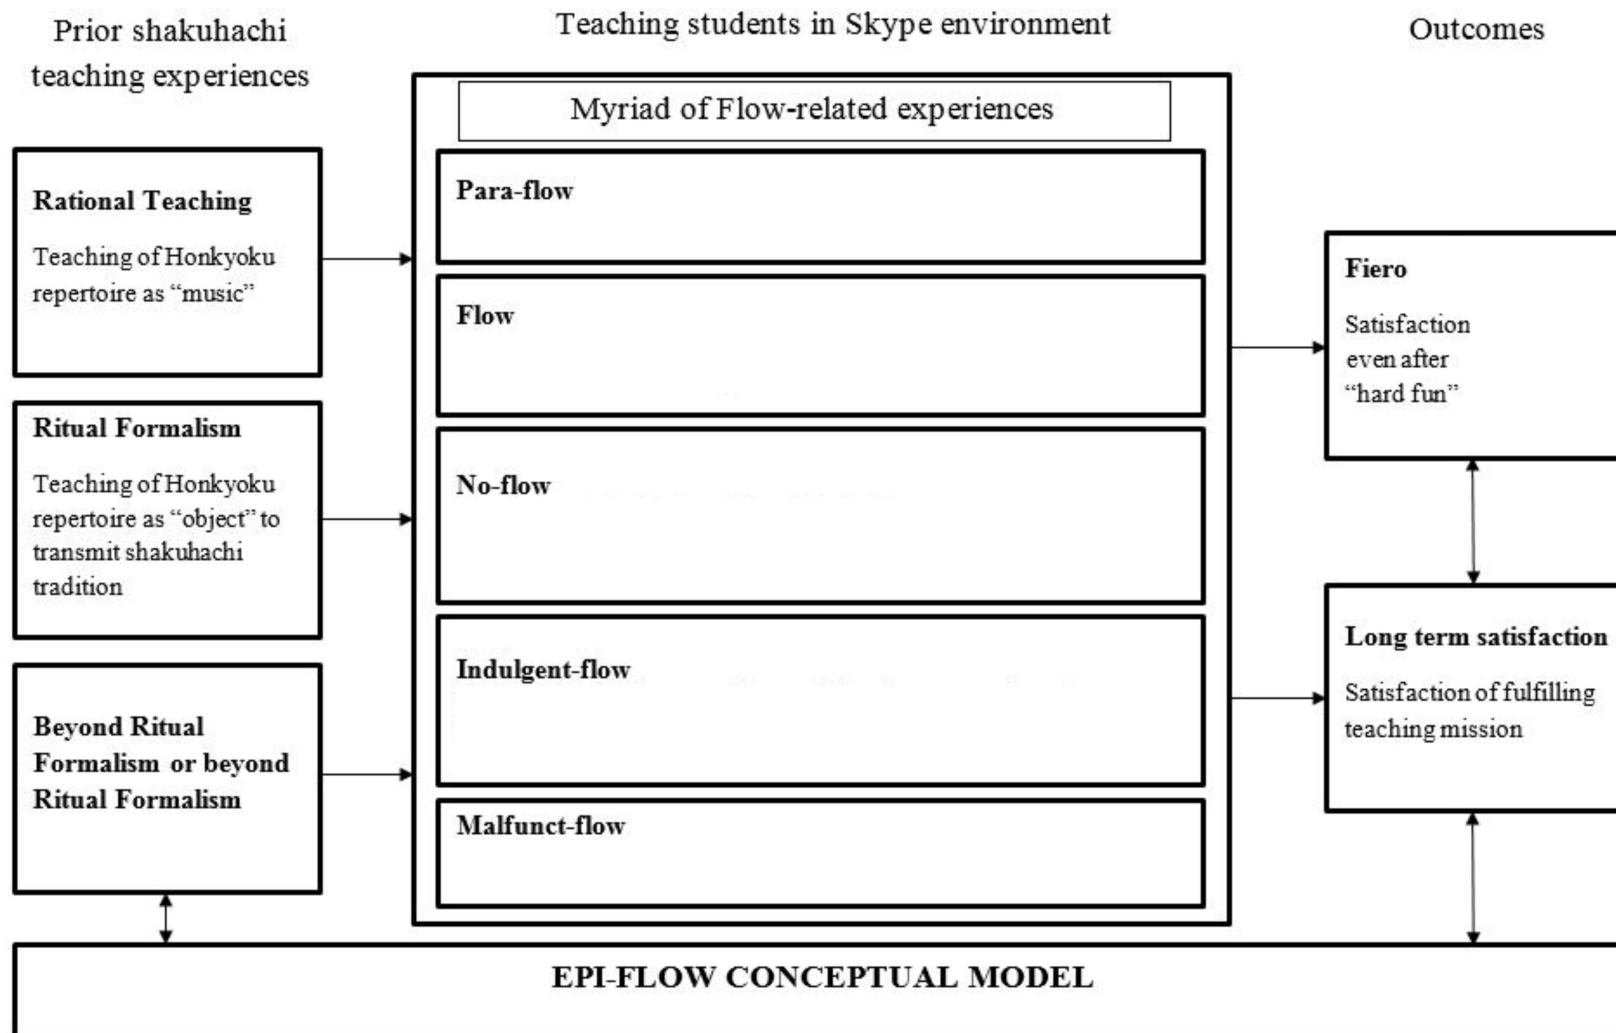 Prior shakuhachi
teaching experiences
Teaching students in Skype environment
Outcomes
Myriad of Flow-related experiences
Rational Teaching
Teaching of Honkyoku
repertoire as “music”
Ritual Formalism
Teaching of Honkyoku
repertoire as “object” to
transmit shakuhachi
tradition
Beyond Ritual
Formalism or beyond
Ritual Formalism
Para-flow
Flow
No-flow
Indulgent-flow
Malfunct-flow
Fiero
Satisfaction
even after
“hard fun”
Long term satisfaction
Satisfaction of fulfilling
teaching mission
EPI-FLOW CONCEPTUAL MODEL